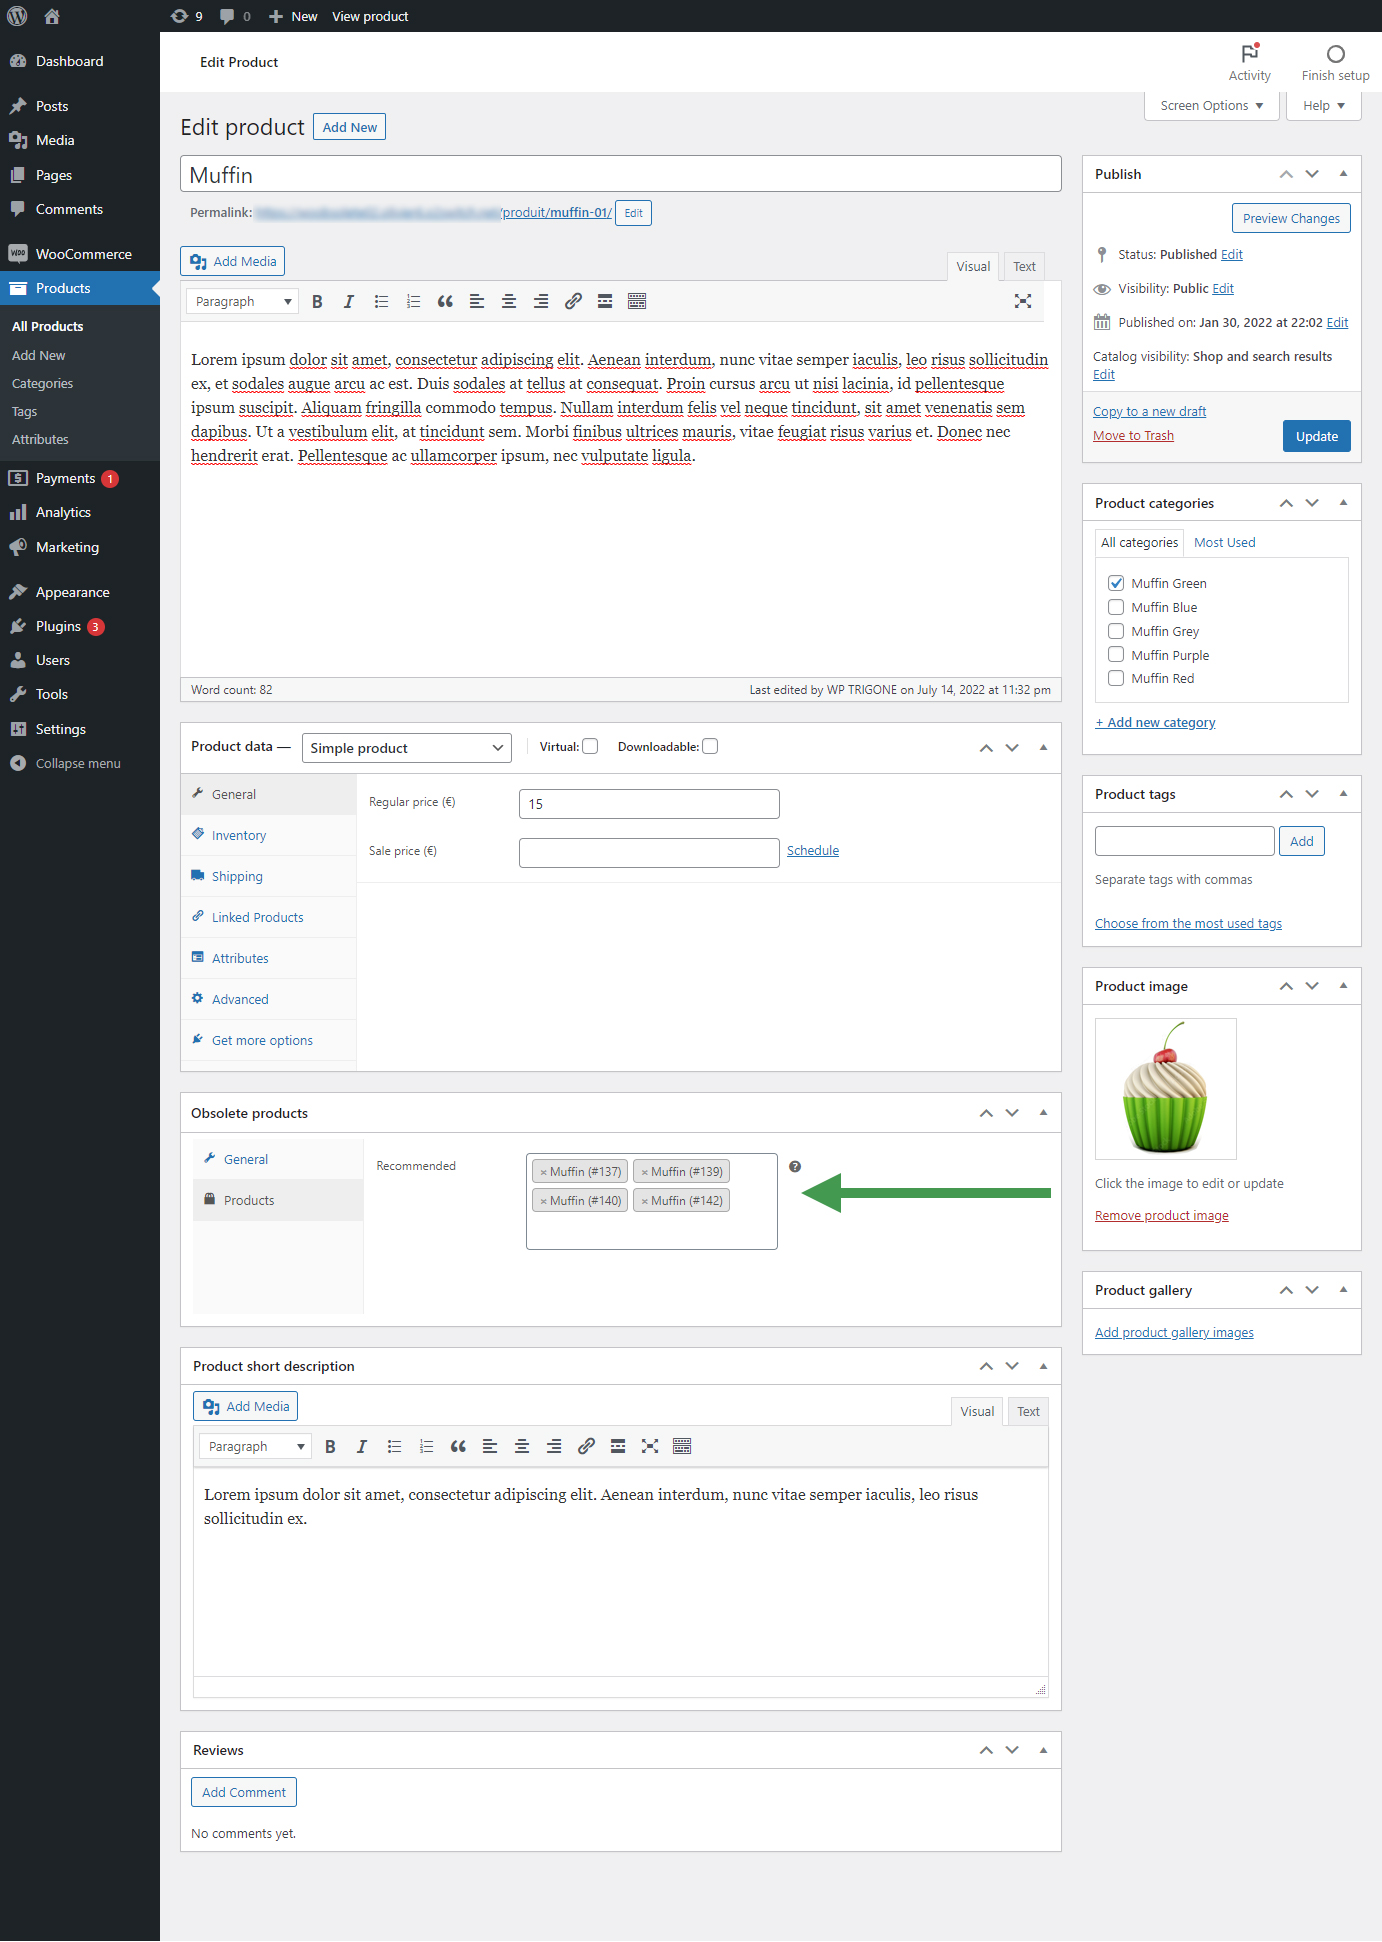 9 0 New View product
Dashboard
Posts
Media
Pages
Comments
WooCommerce
Products
All Products
Add New
Categories
Tags
Attributes
Payments 1
Analytics
Marketing
Appearance
Plugins 3
Users
Tools
Settings
Collapse menu
Edit Product
Activity
Finish setup
Screen Options
Help
Edit product Add New
Muffin
Permalink: /produit/muffin-01/ Edit
Add Media
Visual Text
Paragraph
Lorem ipsum dolor sit amet, consectetur adipiscing elit. Aenean interdum, nunc vitae semper iaculis, leo risus sollicitudin
ex, et sodales augue arcu ac est. Duis sodales at tellus at consequat. Proin cursus arcu ut nisi lacinia, id pellentesque
ipsum suscipit. Aliquam fringilla commodo tempus. Nullam interdum felis vel neque tincidunt, sit amet venenatis sem
dapibus. Ut a vestibulum elit, at tincidunt sem. Morbi finibus ultrices mauris, vitae feugiat risus varius et. Donec nec
hendrerit erat. Pellentesque ac ullamcorper ipsum, nec vulputate ligula.
Word count: 82 Last edited by WP TRIGONE on July 14, 2022 at 11:32 pm
Product data — Simple product Virtual: Downloadable:
General
Inventory
Shipping
Linked Products
Attributes
Advanced
Get more options
Regular price (€) 15
Sale price (€) Schedule
Obsolete products
General
Products
Recommended
× Muffin (#137) × Muffin (#139)
× Muffin (#140) × Muffin (#142)
?
Product short description
Add Media
Visual Text
Paragraph
Lorem ipsum dolor sit amet, consectetur adipiscing elit. Aenean interdum, nunc vitae semper iaculis, leo risus
sollicitudin ex.
Reviews
Add Comment
No comments yet.
Publish
Preview Changes
Status: Published Edit
Visibility: Public Edit
Published on: Jan 30, 2022 at 22:02 Edit
Catalog visibility: Shop and search results
Edit
Copy to a new draft
Move to Trash
Update
Product categories
All categories Most Used
Muffin Green
Muffin Blue
Muffin Grey
Muffin Purple
Muffin Red
+ Add new category
Product tags
Add
Separate tags with commas
Choose from the most used tags
Product image
Click the image to edit or update
Remove product image
Product gallery
Add product gallery images